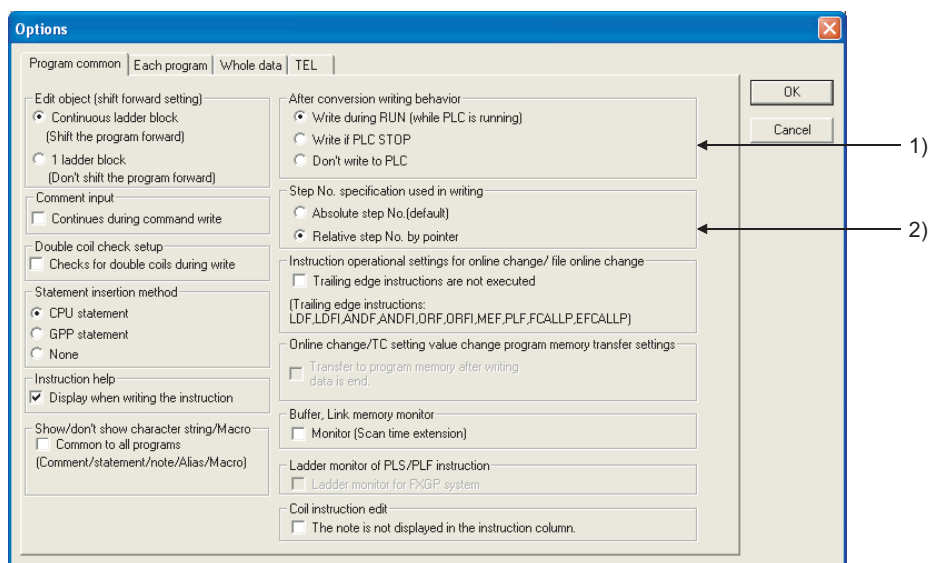 Options
Program common
Each program
Whole data
TEL
Edit object (shift forward setting)
Continuous ladder block
(Shift the program forward)
1 ladder block
(Don't shift the program forward)
Comment input
Continues during command write
Double coil check setup
Checks for double coils during write
Statement insertion method
CPU statement
GPP statement
None
Instruction help
Display when writing the instruction
Show/don't show character string/Macro
Common to all programs
(Comment/statement/note/Alias/Macro)
After conversion writing behavior
Write during RUN (while PLC is running)
Write if PLC STOP
Don't write to PLC
Step No. specification used in writing
Absolute step No.(default)
Relative step No. by pointer
Instruction operational settings for online change/ file online change
Trailing edge instructions are not executed
(Trailing edge instructions:
LDF,LDFI,ANDF,ANDFI,ORF,ORFI,MEF,PLF,FCALLP,EFCALLP)
Online change/TC setting value change program memory transfer settings
Transfer to program memory after writing
data is end.
Buffer, Link memory monitor
Monitor (Scan time extension)
Ladder monitor of PLS/PLF instruction
Ladder monitor for FXGP system
Coil instruction edit
The note is not displayed in the instruction column.
OK
Cancel
1)
2)